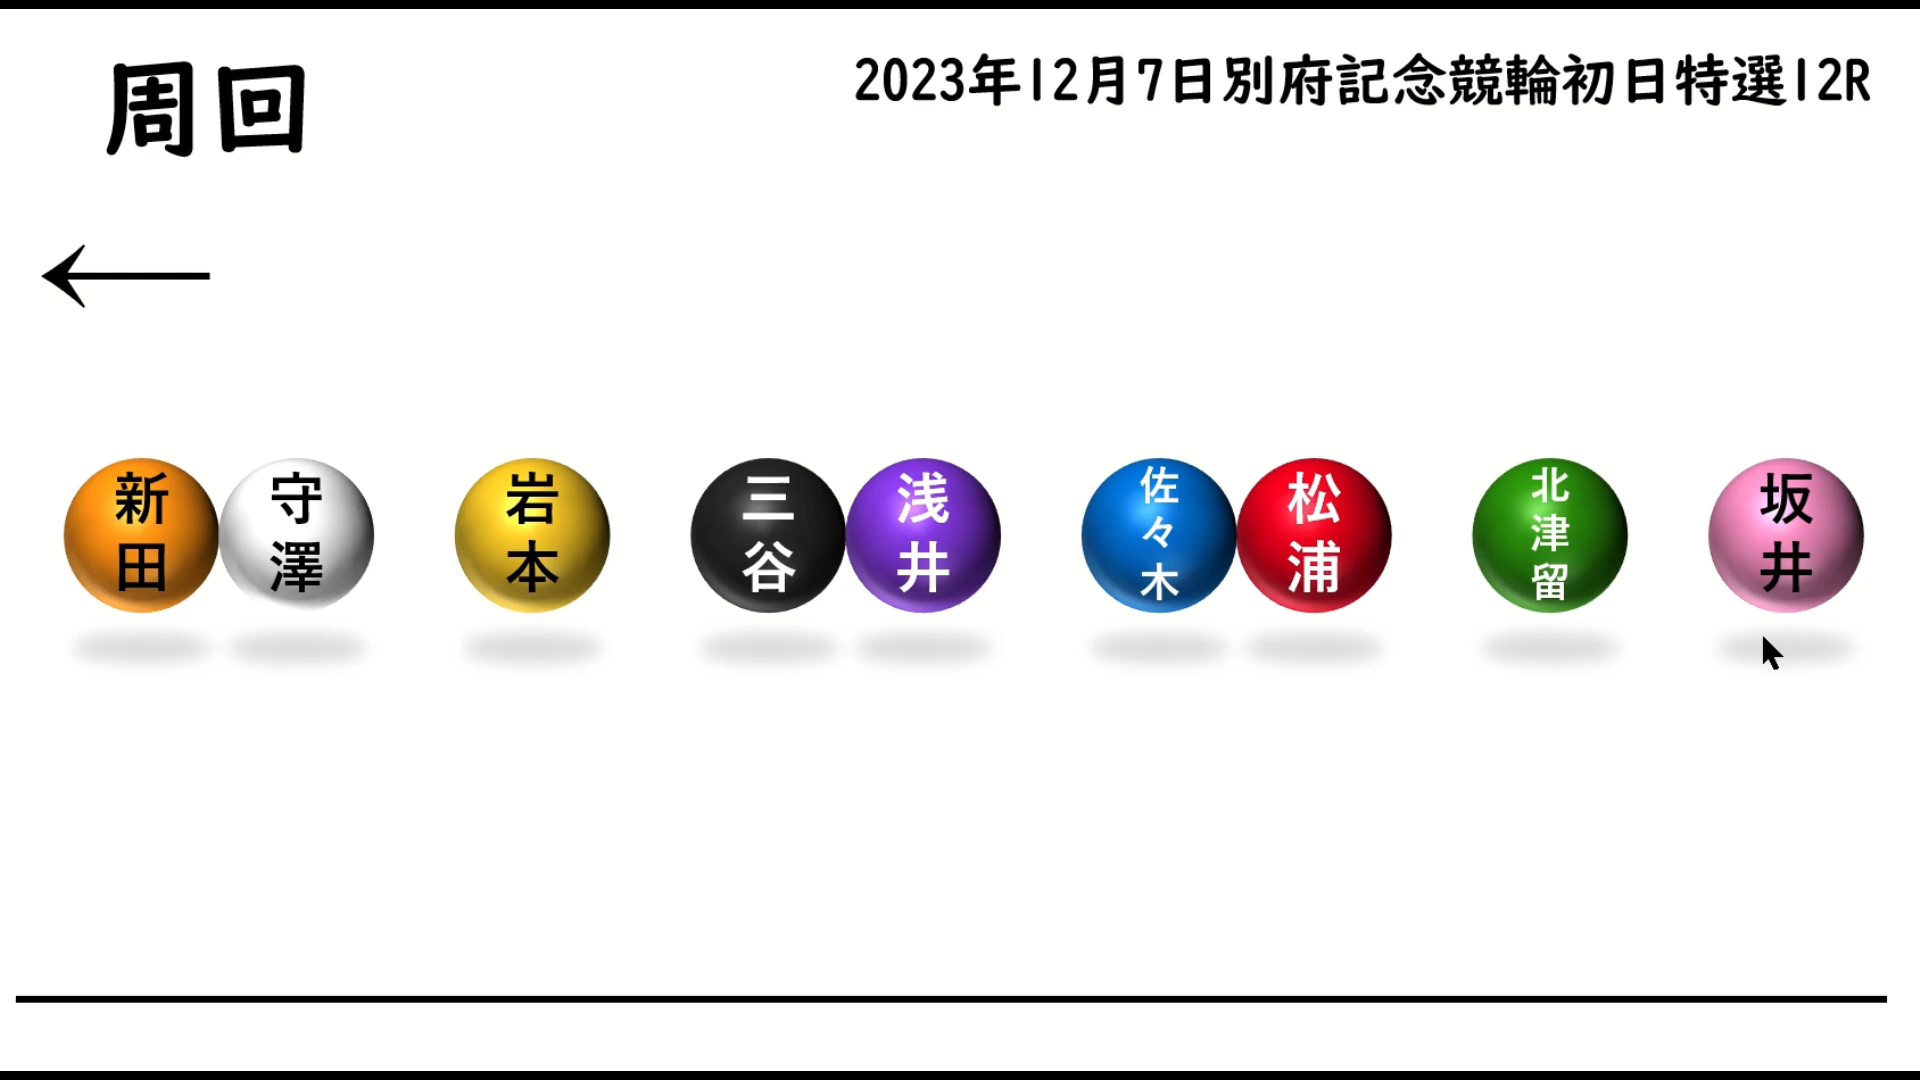 周回
2023年12月7日別府記念競輪初日特選12R
新田
守澤
岩本
三谷
浅井
佐々木
松浦
北津留
坂井